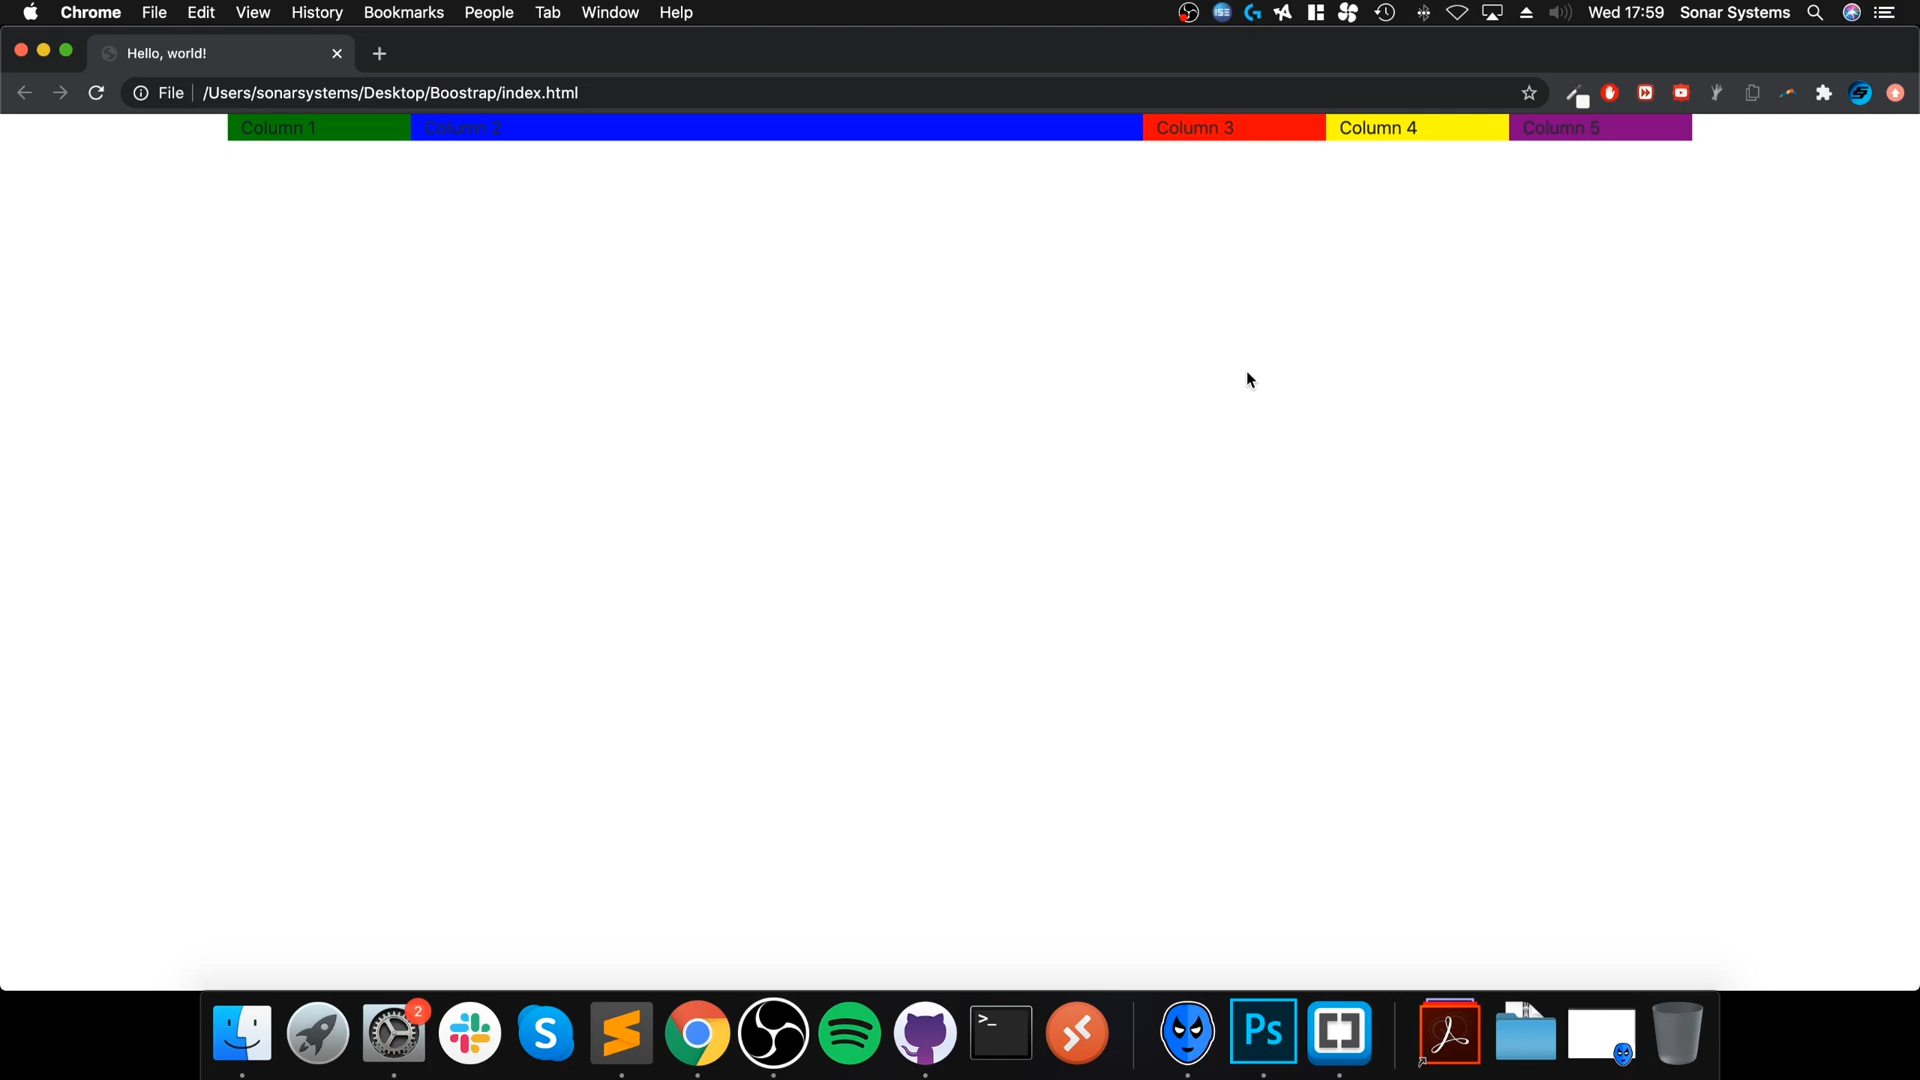 Chrome File Edit View History Bookmarks People Tab Window Help Wed 17:59 Sonar Systems
Hello, world!
File /Users/sonarsystems/Desktop/Boostrap/index.html
Column 1 Column 2 Column 3 Column 4 Column 5
2
S
>_
Ps